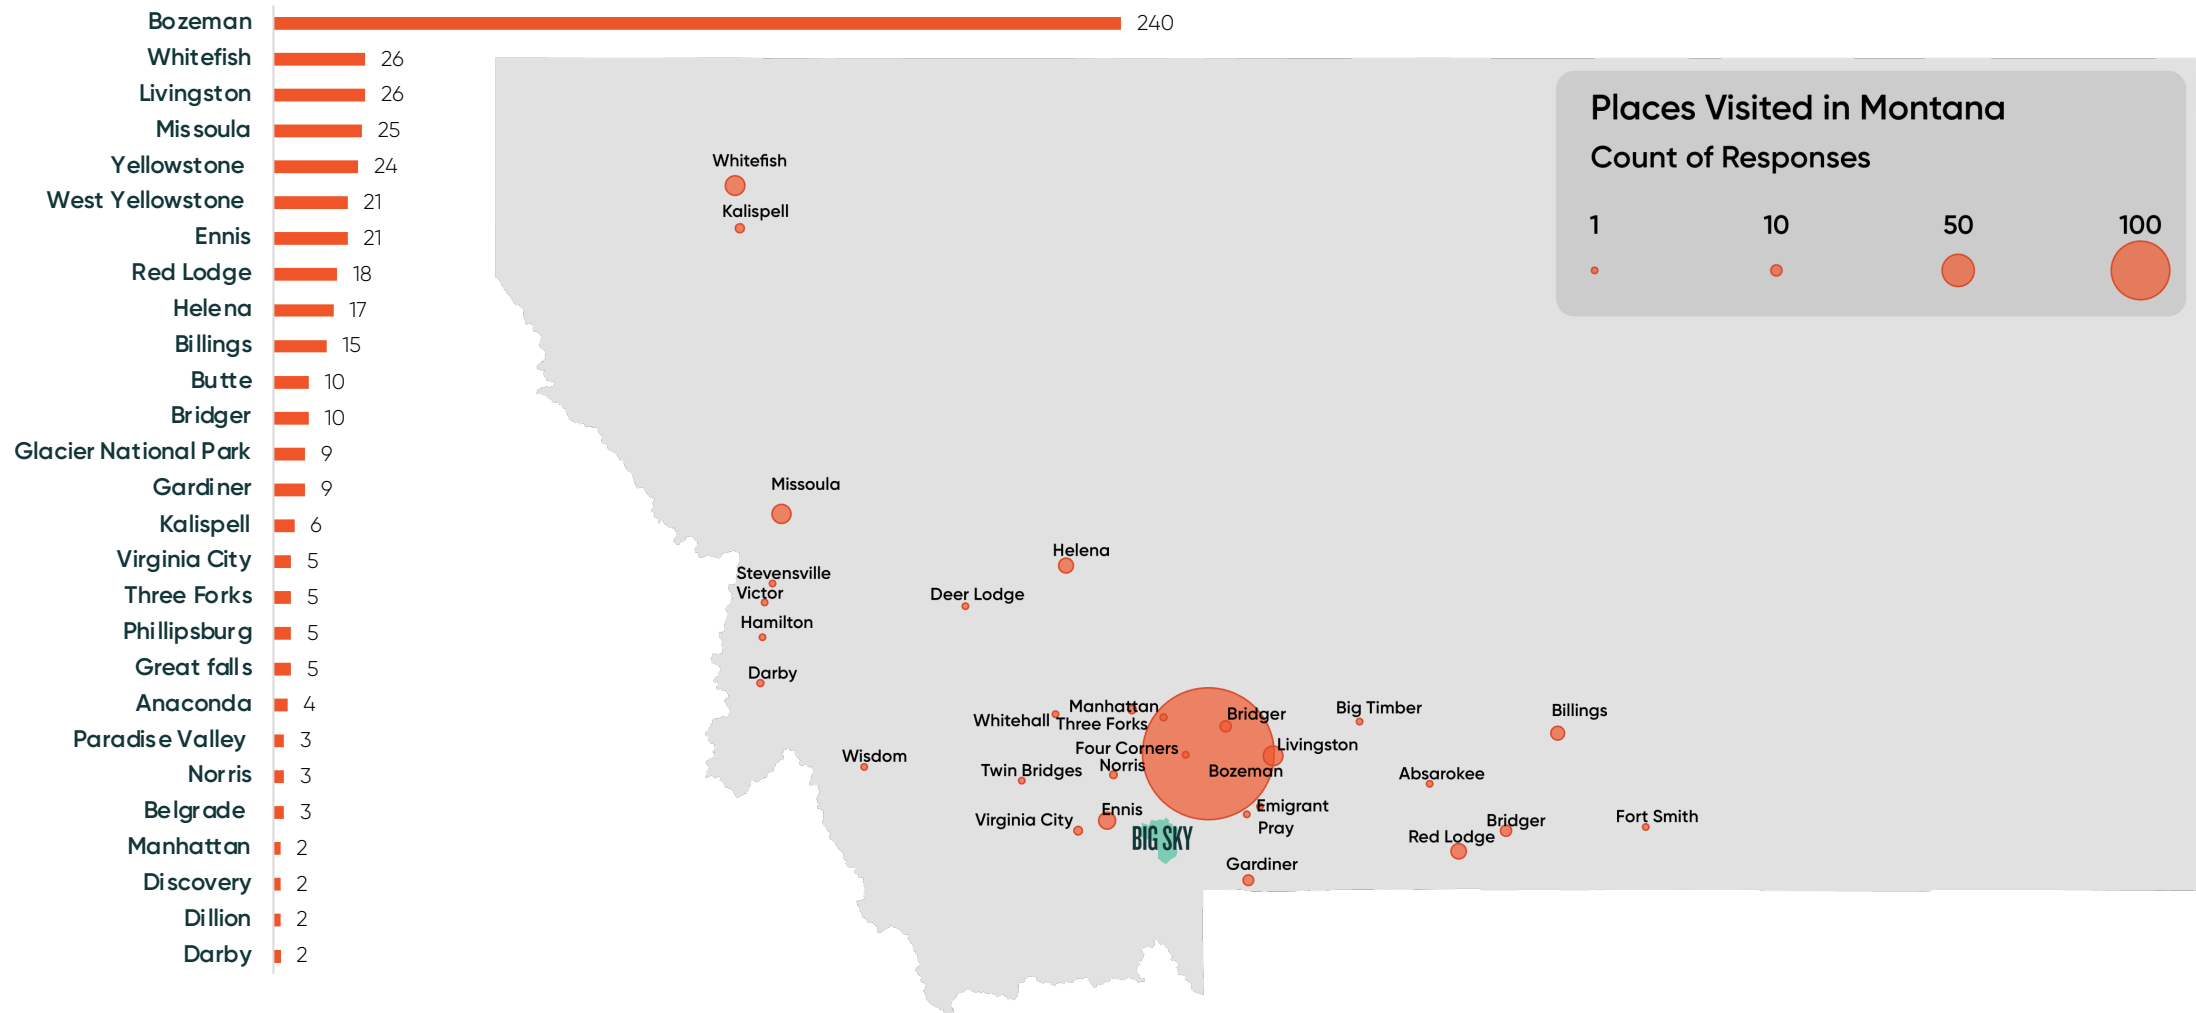 Bozeman 240
Whitefish 26
Livingston 26
Missoula 25
Yellowstone 24
West Yellowstone 21
Ennis 21
Red Lodge 18
Helena 17
Billings 15
Butte 10
Bridger 10
Glacier National Park 9
Gardiner 9
Kalispell 6
Virginia City 5
Three Forks 5
Phillipsburg 5
Great falls 5
Anaconda 4
Paradise Valley 3
Norris 3
Belgrade 3
Manhattan 2
Discovery 2
Dillion 2
Darby 2
Places Visited in Montana
Count of Responses
1 10 50 100
Whitefish
Kalispell
Missoula
Helena
Stevensville
Victor
Deer Lodge
Hamilton
Darby
Manhattan
Whitehall
Three Forks
Bridger
Big Timber
Billings
Four Corners
Livingston
Wisdom
Norris
Twin Bridges
Bozeman
Absarokee
Ennis
Emigrant
Virginia City
Pray
BIG SKY
Bridger
Fort Smith
Red Lodge
Gardiner